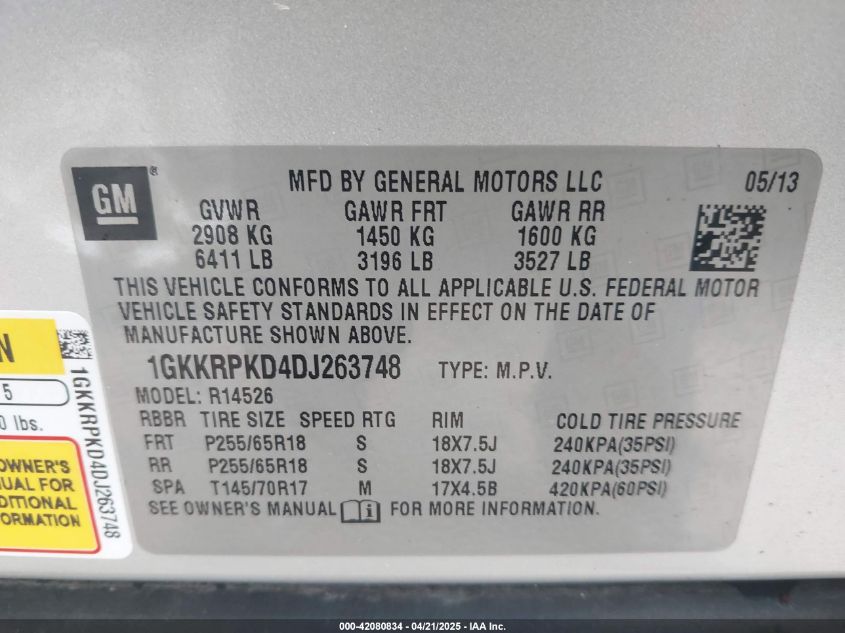 GM ®
MFD BY GENERAL MOTORS LLC 05/13
GVWR GAWR FRT GAWR RR
2908 KG 1450 KG 1600 KG
6411 LB 3196 LB 3527 LB
THIS VEHICLE CONFORMS TO ALL APPLICABLE U.S. FEDERAL MOTOR
VEHICLE SAFETY STANDARDS IN EFFECT ON THE DATE OF
MANUFACTURE SHOWN ABOVE.
1GKKRPKD4DJ263748 TYPE: M.P.V.
MODEL: R14526
RBBR TIRE SIZE SPEED RTG RIM COLD TIRE PRESSURE
FRT P255/65R18 S 18X7.5J 240KPA(35PSI)
RR P255/65R18 S 18X7.5J 240KPA(35PSI)
SPA T145/70R17 M 17X4.5B 420KPA(60PSI)
SEE OWNER'S MANUAL i FOR MORE INFORMATION.
N
5
0 lbs.
OWNER'S
NUAL FOR
DITIONAL
FORMATION
1GKKRPKD4DJ263748
000-42080834 - 04/21/2025 - IAA Inc.